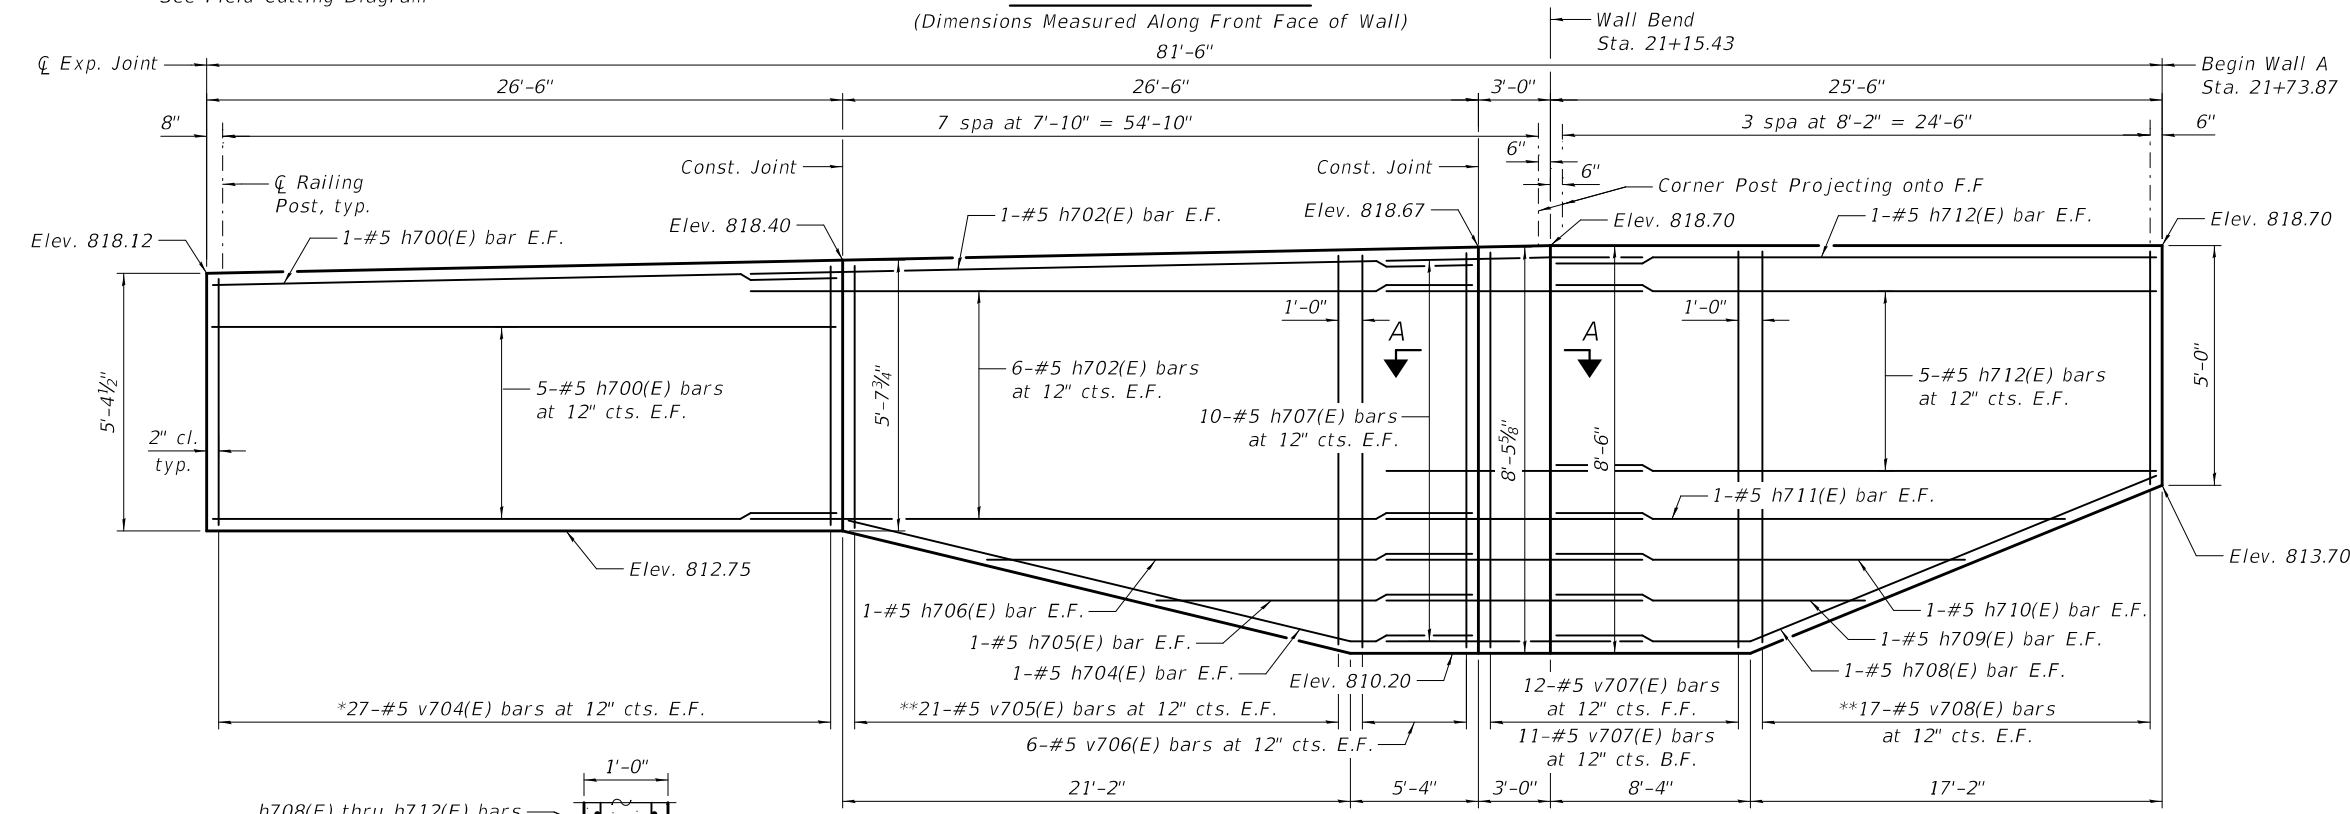 See Field Cutting Diagram
(Dimensions Measured Along Front Face of Wall)
Wall Bend
Sta. 21+15.43
81'-6"
℄ Exp. Joint
Begin Wall A
Sta. 21+73.87
26'-6"
26'-6"
3'-0"
25'-6"
8"
7 spa at 7'-10" = 54'-10"
3 spa at 8'-2" = 24'-6"
6"
6"
6"
Const. Joint
Const. Joint
℄ Railing
Post, typ.
Corner Post Projecting onto F.F
Elev. 818.12
1-#5 h700(E) bar E.F.
Elev. 818.40
1-#5 h702(E) bar E.F.
Elev. 818.67
Elev. 818.70
1-#5 h712(E) bar E.F.
Elev. 818.70
1'-0"
1'-0"
A
A
5'-4½"
5-#5 h700(E) bars
at 12" cts. E.F.
5'-7¾"
6-#5 h702(E) bars
at 12" cts. E.F.
10-#5 h707(E) bars
at 12" cts. E.F.
8'-5⅝"
8'-6"
5-#5 h712(E) bars
at 12" cts. E.F.
5'-0"
2" cl.
typ.
1-#5 h711(E) bar E.F.
Elev. 812.75
Elev. 813.70
1-#5 h706(E) bar E.F.
1-#5 h705(E) bar E.F.
1-#5 h704(E) bar E.F.
Elev. 810.20
1-#5 h710(E) bar E.F.
1-#5 h709(E) bar E.F.
1-#5 h708(E) bar E.F.
*27-#5 v704(E) bars at 12" cts. E.F.
**21-#5 v705(E) bars at 12" cts. E.F.
6-#5 v706(E) bars at 12" cts. E.F.
12-#5 v707(E) bars
at 12" cts. F.F.
11-#5 v707(E) bars
at 12" cts. B.F.
**17-#5 v708(E) bars
at 12" cts. E.F.
1'-0"
21'-2"
5'-4"
3'-0"
8'-4"
17'-2"
h708(E) thru h712(E) bars